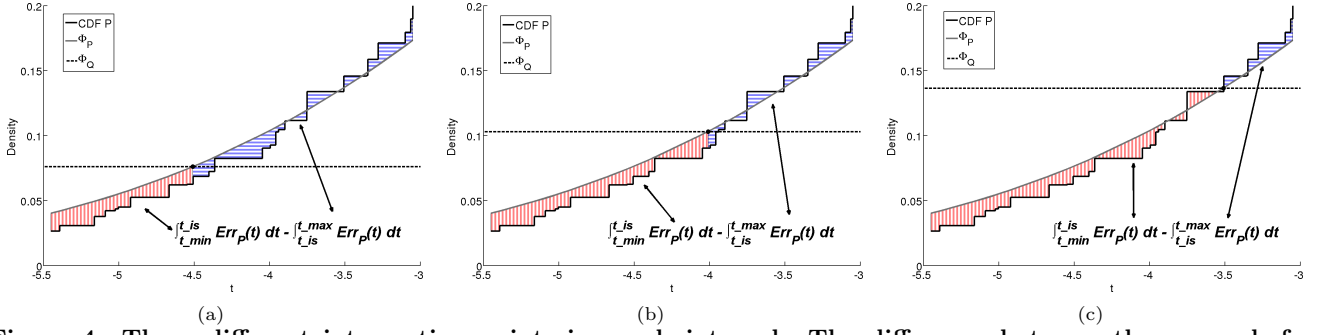 0.2
0.15
0.1
0.05
0
Density
CDF P
Φ_P
Φ_Q
∫_{t_min}^{t_is} Err_P(t) dt - ∫_{t_is}^{t_max} Err_P(t) dt
-5.5 -5 -4.5 -4 -3.5 -3
t
(a)
0.2
0.15
0.1
0.05
0
Density
CDF P
Φ_P
Φ_Q
∫_{t_min}^{t_is} Err_P(t) dt - ∫_{t_is}^{t_max} Err_P(t) dt
-5.5 -5 -4.5 -4 -3.5 -3
t
(b)
0.2
0.15
0.1
0.05
0
Density
CDF P
Φ_P
Φ_Q
∫_{t_min}^{t_is} Err_P(t) dt - ∫_{t_is}^{t_max} Err_P(t) dt
-5.5 -5 -4.5 -4 -3.5 -3
t
(c)